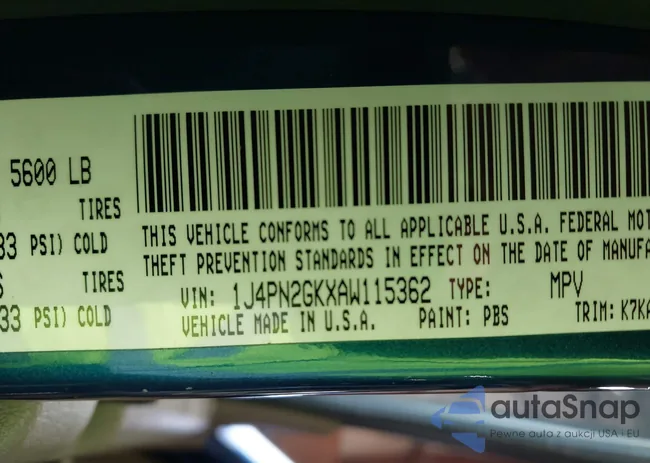 5600 LB
TIRES
33 PSI) COLD
TIRES
33 PSI) COLD
THIS VEHICLE CONFORMS TO ALL APPLICABLE U.S.A. FEDERAL MOT
THEFT PREVENTION STANDARDS IN EFFECT ON THE DATE OF MANUFA
VIN: 1J4PN2GKXAW115362 TYPE: MPV
VEHICLE MADE IN U.S.A. PAINT: PBS TRIM: K7KA
autaSnap
Pewne auta z aukcji USA i EU